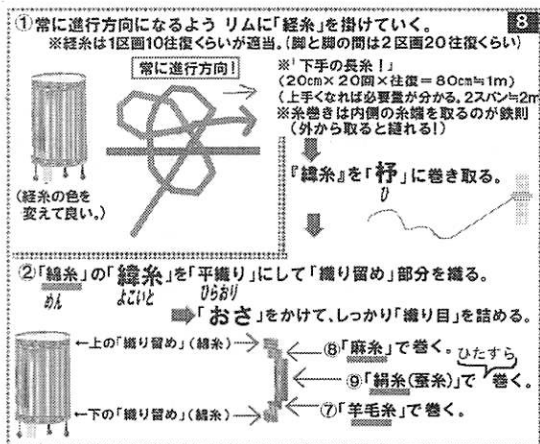 ①常に進行方向になるよう リムに「経糸」を掛けていく。
8
※経糸は1区画10往復くらいが適当。(脚と脚の間は2区画20往復くらい)
常に進行方向!
※「下手の長糸!」
(20cm×20回×往復=80cm≒1m)
(上手くなれば必要量が分かる。2スパン≒2m
※糸巻きは内側の糸端を取るのが鉄則
(外から取ると縺れる!)
『緯糸』を「杼」に巻き取る。
ひ
(経糸の色を
変えて良い。)
②「綿糸」の「緯糸」を「平織り」にして「織り留め」部分を織る。
めん よこいと ひらおり
「おさ」をかけて、しっかり「織り目」を詰める。
上の「織り留め」(綿糸)
⑧「麻糸」で巻く。
ひたすら
⑨「絹糸(蚕糸)」で 巻く。
下の「織り留め」(綿糸)
⑦「羊毛糸」で巻く。